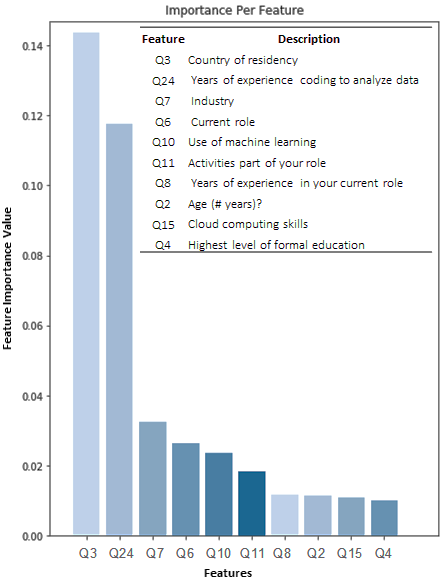 Importance Per Feature
Feature Description
Q3 Country of residency
Q24 Years of experience coding to analyze data
Q7 Industry
Q6 Current role
Q10 Use of machine learning
Q11 Activities part of your role
Q8 Years of experience in your current role
Q2 Age (# years)?
Q15 Cloud computing skills
Q4 Highest level of formal education
Feature Importance Value
0.14
0.12
0.10
0.08
0.06
0.04
0.02
0.00
Q3 Q24 Q7 Q6 Q10 Q11 Q8 Q2 Q15 Q4
Features